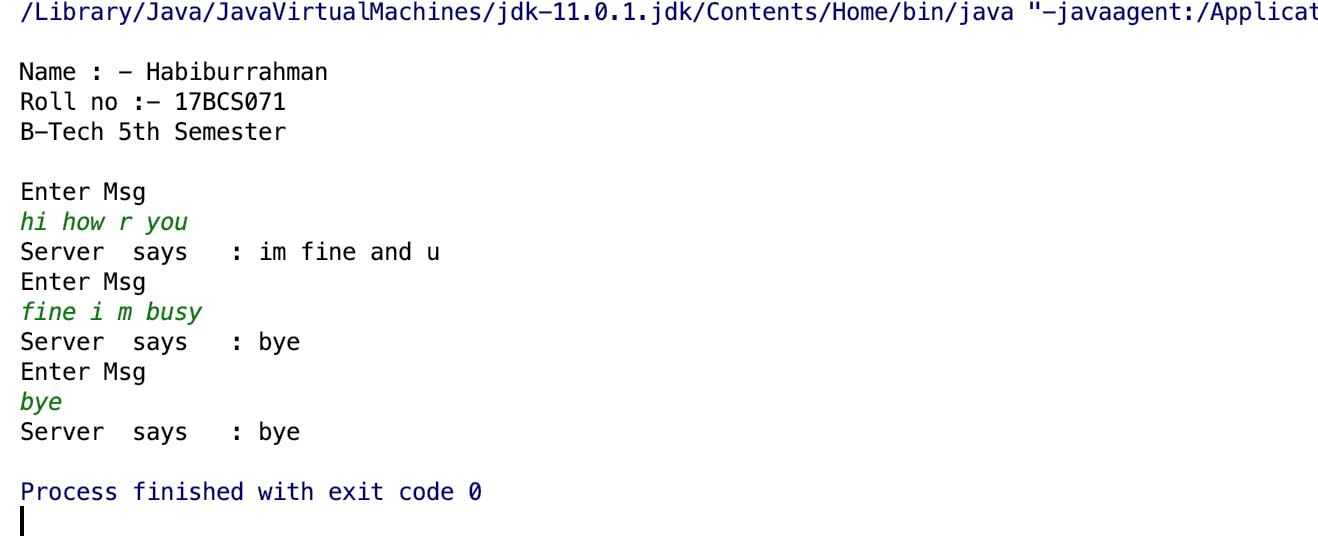 /Library/Java/JavaVirtualMachines/jdk-11.0.1.jdk/Contents/Home/bin/java "-javaagent:/Applicat
Name : - Habiburrahman
Roll no :- 17BCS071
B-Tech 5th Semester
Enter Msg
hi how r you
Server  says   : im fine and u
Enter Msg
fine i m busy
Server  says   : bye
Enter Msg
bye
Server  says   : bye
Process finished with exit code 0